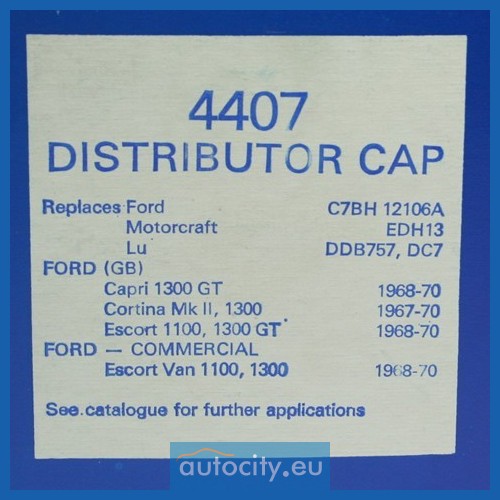 4407
DISTRIBUTOR CAP
Replaces Ford C7BH 12106A
Motorcraft EDH13
Lu DDB757, DC7
FORD (GB)
Capri 1300 GT 1968-70
Cortina Mk II, 1300 1967-70
Escort 1100, 1300 GT 1968-70
FORD — COMMERCIAL
Escort Van 1100, 1300 1968-70
See catalogue for further applications
autocity.eu